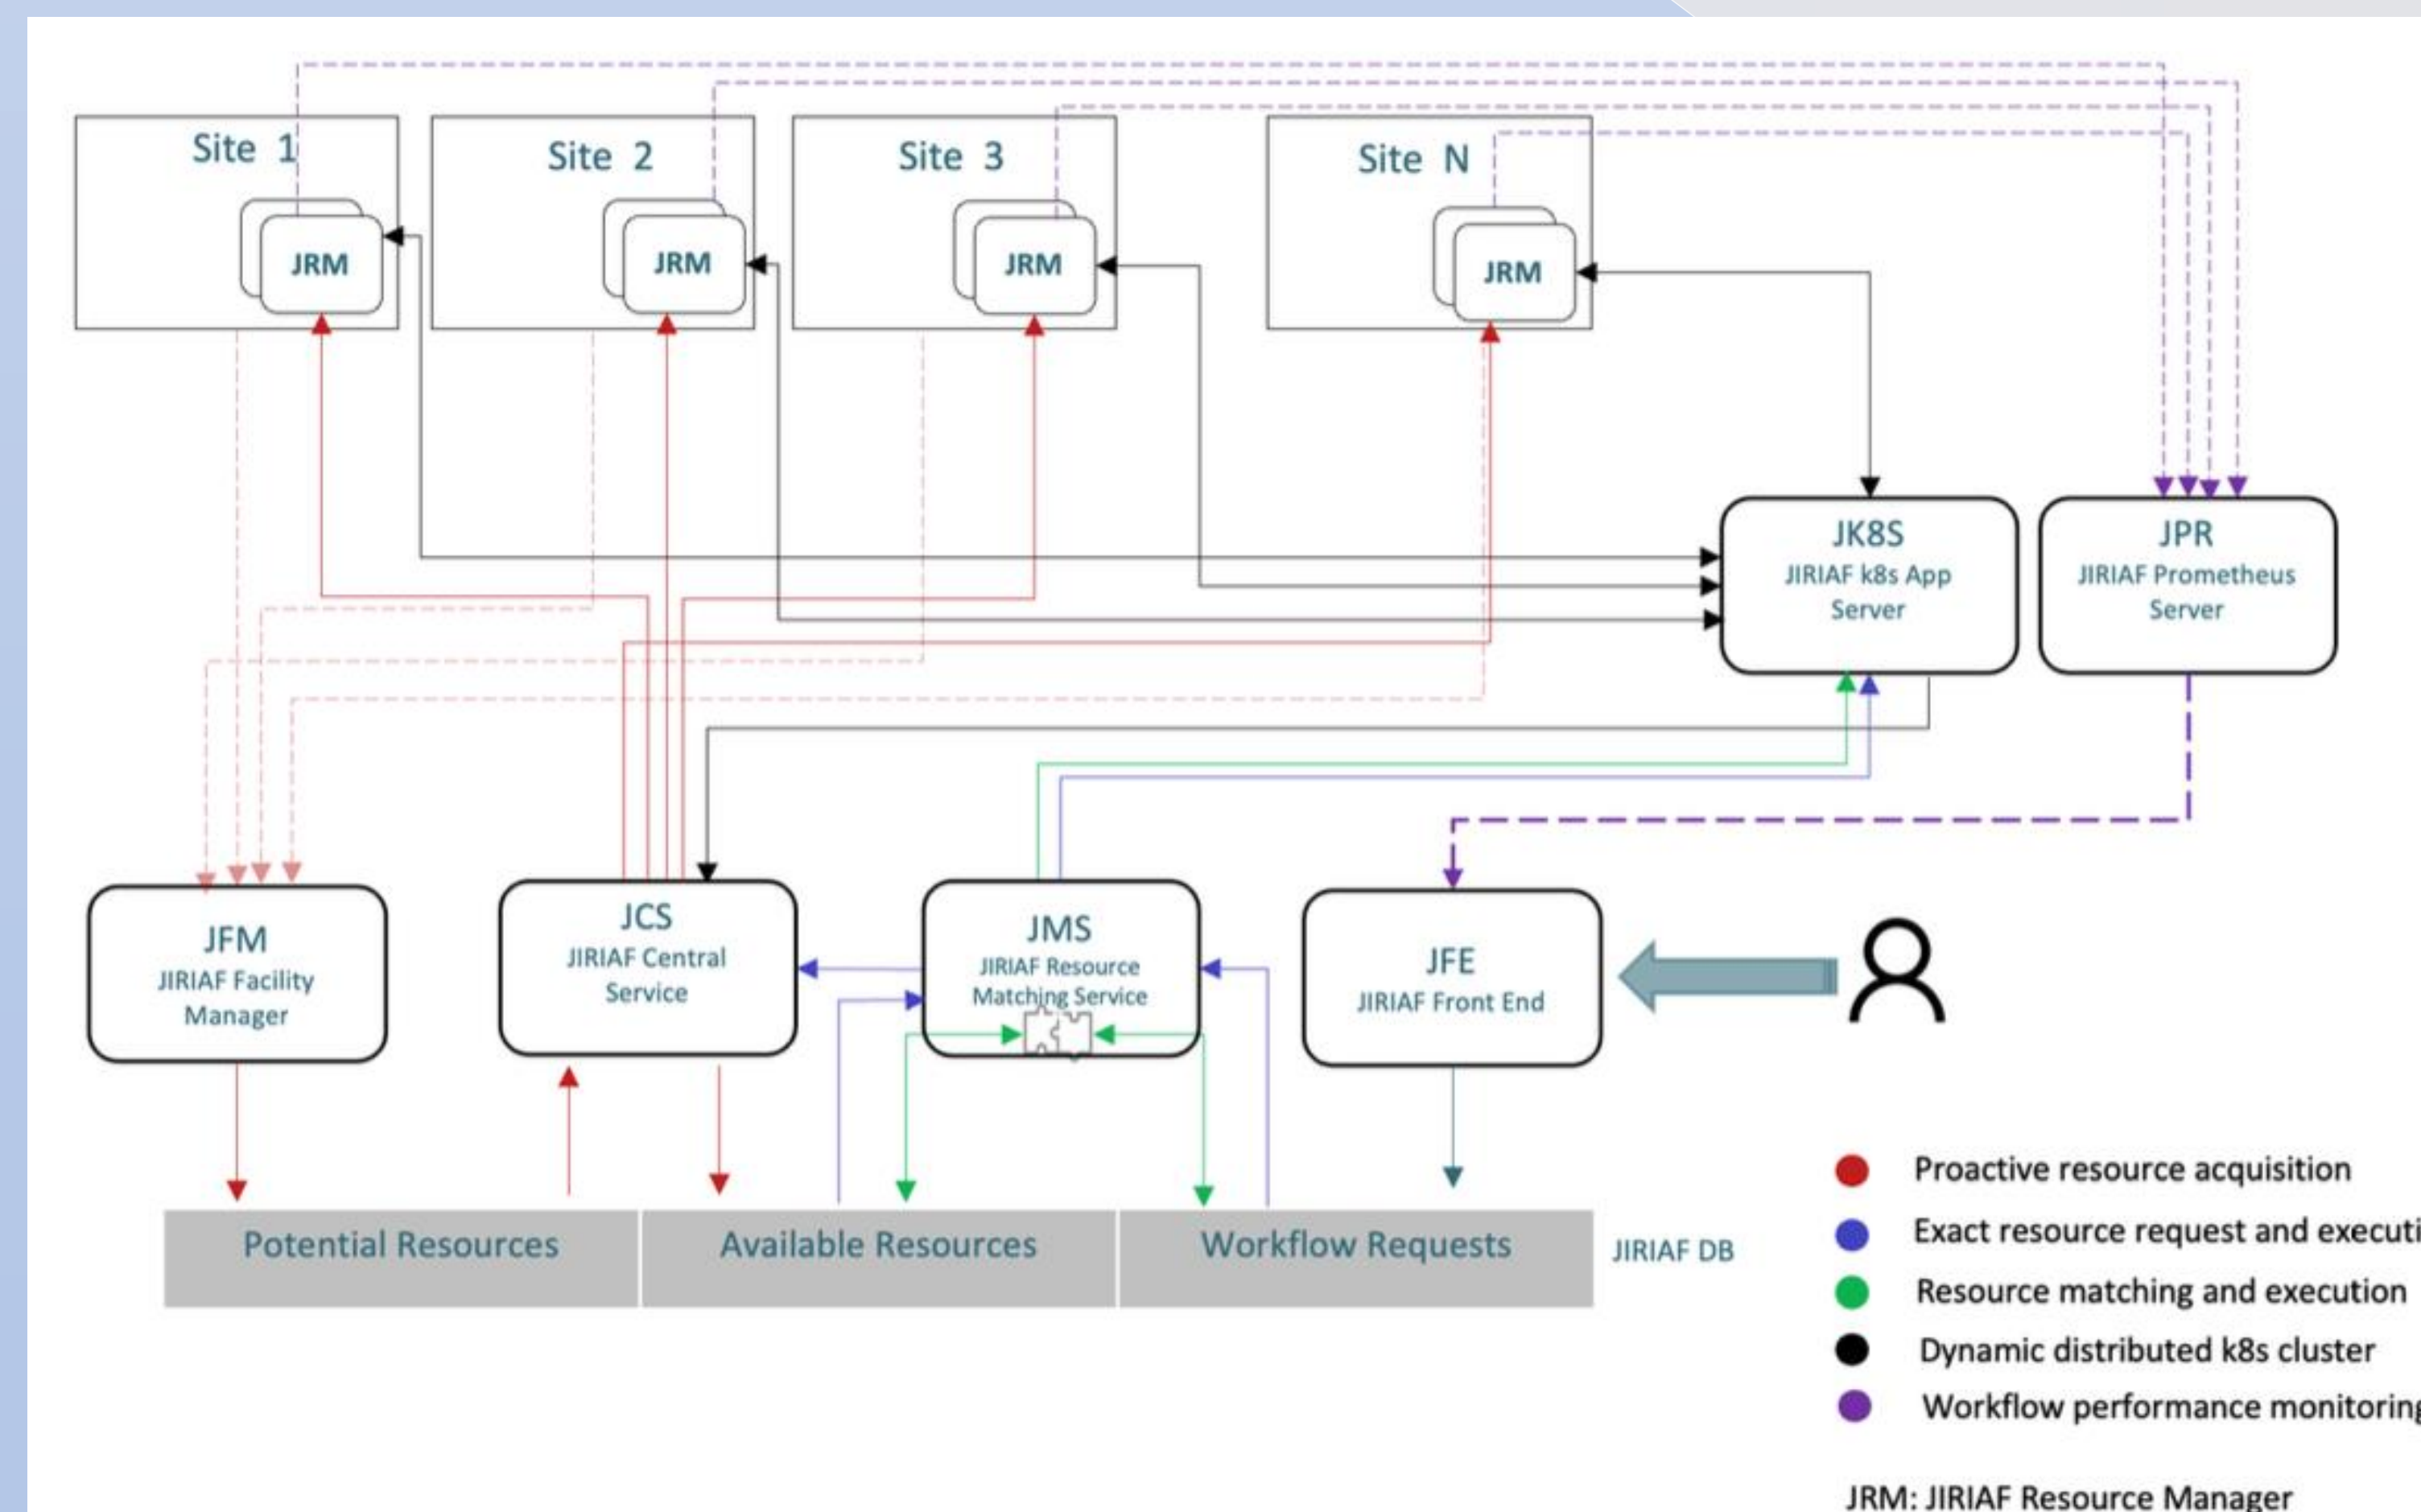 Site 1
Site 2
Site 3
Site N
JRM
JRM
JRM
JRM
JK8S
JIRIAF k8s App
Server
JPR
JIRIAF Prometheus
Server
JFM
JIRIAF Facility
Manager
JCS
JIRIAF Central
Service
JMS
JIRIAF Resource
Matching Service
JFE
JIRIAF Front End
Potential Resources
Available Resources
Workflow Requests
JIRIAF DB
Proactive resource acquisition
Exact resource request and executi
Resource matching and execution
Dynamic distributed k8s cluster
Workflow performance monitoring
JRM: JIRIAF Resource Manager